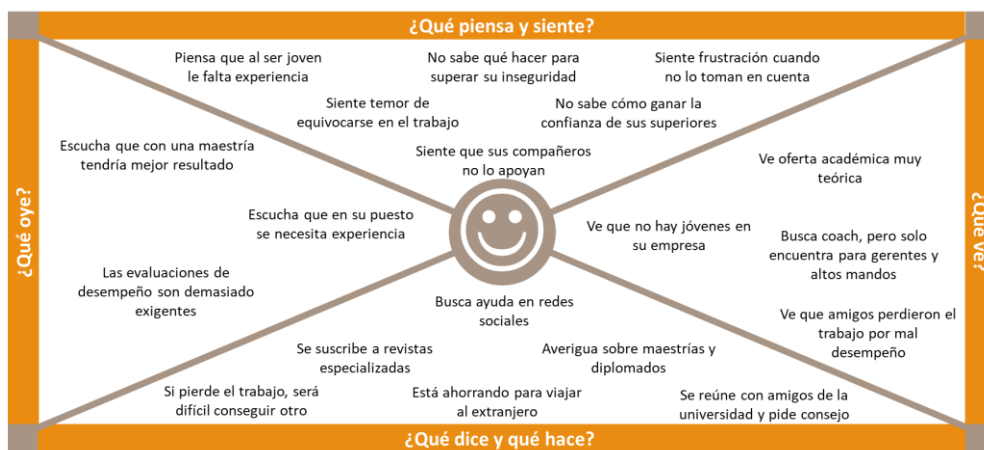 ¿Qué piensa y siente?
Piensa que al ser joven
le falta experiencia
No sabe qué hacer para
superar su inseguridad
Siente frustración cuando
no lo toman en cuenta
Siente temor de
equivocarse en el trabajo
No sabe cómo ganar la
confianza de sus superiores
Siente que sus compañeros
no lo apoyan
¿Qué oye?
Escucha que con una maestría
tendría mejor resultado
Escucha que en su puesto
se necesita experiencia
Las evaluaciones de
desempeño son demasiado
exigentes
¿Qué ve?
Ve oferta académica muy
teórica
Ve que no hay jóvenes en
su empresa
Busca coach, pero solo
encuentra para gerentes y
altos mandos
Ve que amigos perdieron el
trabajo por mal
desempeño
Busca ayuda en redes
sociales
Se suscribe a revistas
especializadas
Averigua sobre maestrías y
diplomados
Si pierde el trabajo, será
difícil conseguir otro
Está ahorrando para viajar
al extranjero
Se reúne con amigos de la
universidad y pide consejo
¿Qué dice y qué hace?